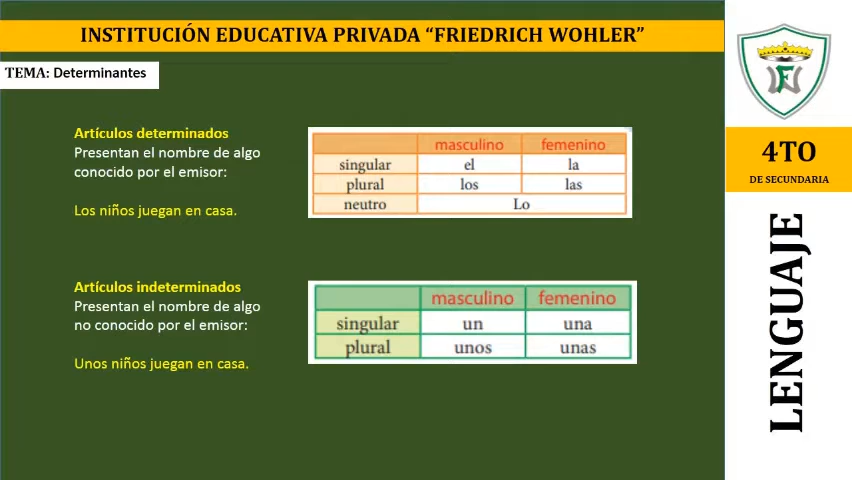 INSTITUCIÓN EDUCATIVA PRIVADA “FRIEDRICH WOHLER”
TEMA: Determinantes
Artículos determinados
Presentan el nombre de algo
conocido por el emisor:
Los niños juegan en casa.
masculino femenino
singular el la
plural los las
neutro Lo
Artículos indeterminados
Presentan el nombre de algo
no conocido por el emisor:
Unos niños juegan en casa.
masculino femenino
singular un una
plural unos unas
4TO
DE SECUNDARIA
LENGUAJE